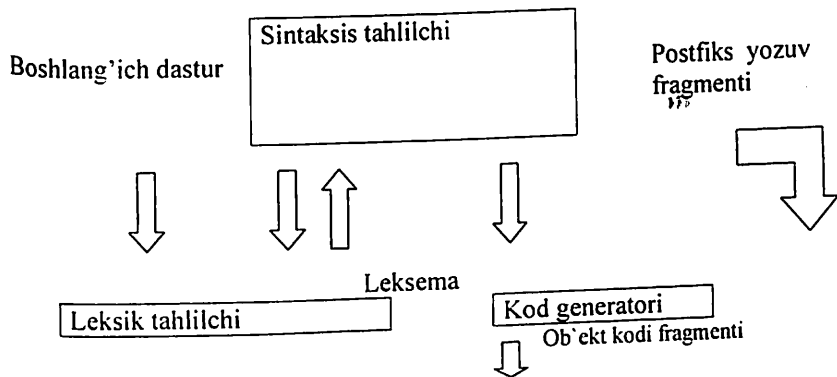 Sintaksis tahlilchi
Boshlang'ich dastur
Postfiks yozuv
fragmenti
Leksema
Leksik tahlilchi
Kod generatori
Ob`ekt kodi fragmenti